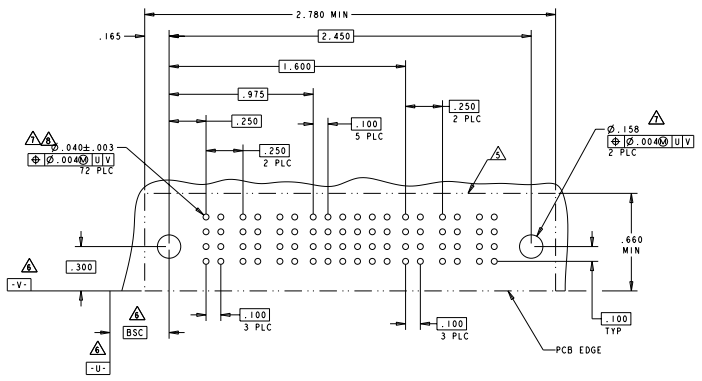 2.780 MIN
.165
2.450
1.600
.975
.250
.100
5 PLC
.250
2 PLC
7
8
Ø.040±.003
⌖ Ø.004Ⓜ U V
72 PLC
.250
2 PLC
7
Ø.158
⌖ Ø.004Ⓜ U V
2 PLC
5
.660
MIN
.300
6
-V-
6
BSC
6
-U-
.100
3 PLC
.100
3 PLC
.100
TYP
PCB EDGE